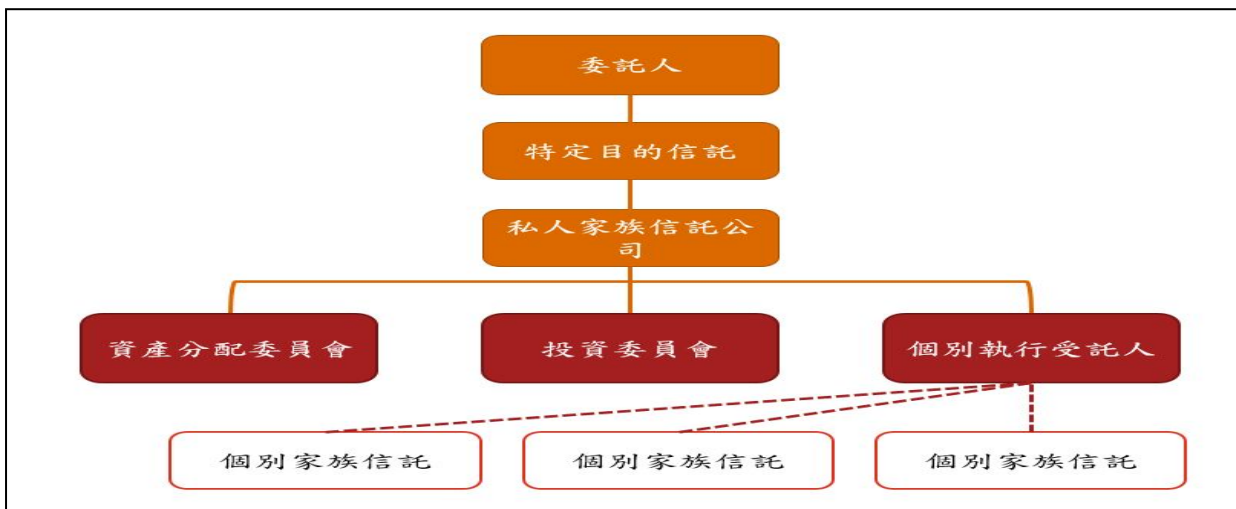 委託人
特定目的信託
私人家族信託公
司
資產分配委員會
投資委員會
個別執行受託人
個別家族信託
個別家族信託
個別家族信託